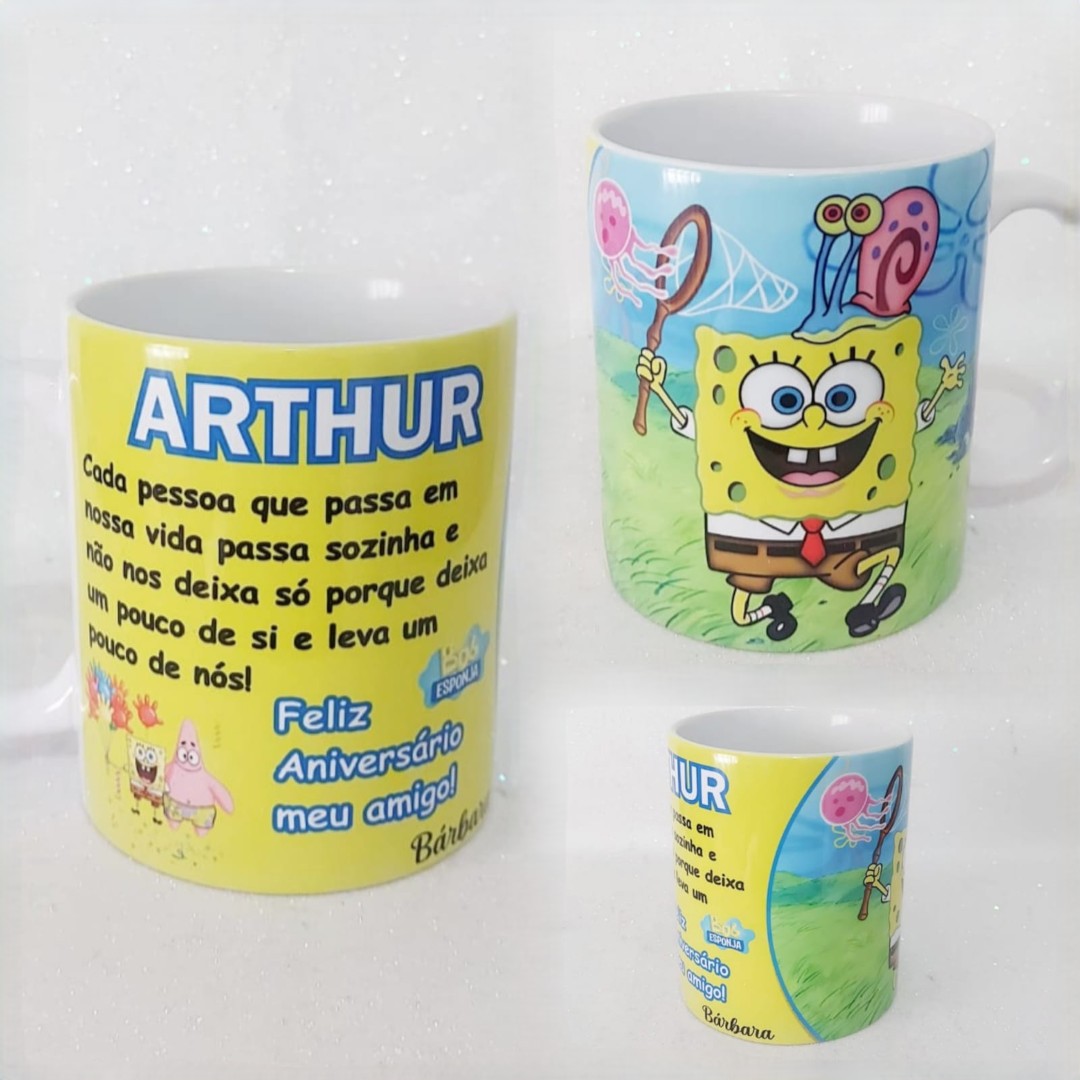 ARTHUR
Cada pessoa que passa em
nossa vida passa sozinha e
não nos deixa só porque deixa
um pouco de si e leva um
pouco de nós!
Bob
ESPONJA
Feliz
Aniversário
meu amigo!
Bárbara
HUR
passa em
sozinha e
porque deixa
leva um
Bob
ESPONJA
amigo!
Bárbara